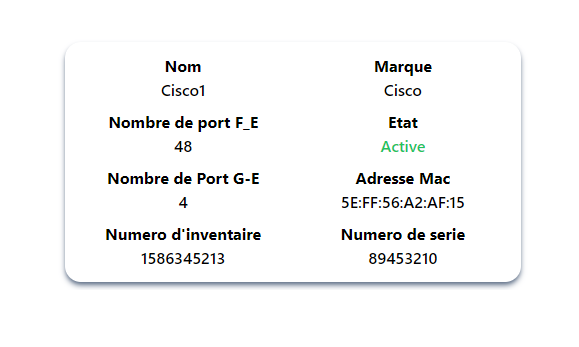 Nom
Marque
Cisco1
Cisco
Nombre de port F_E
Etat
48
Active
Nombre de Port G-E
Adresse Mac
4
5E:FF:56:A2:AF:15
Numero d'inventaire
Numero de serie
1586345213
89453210